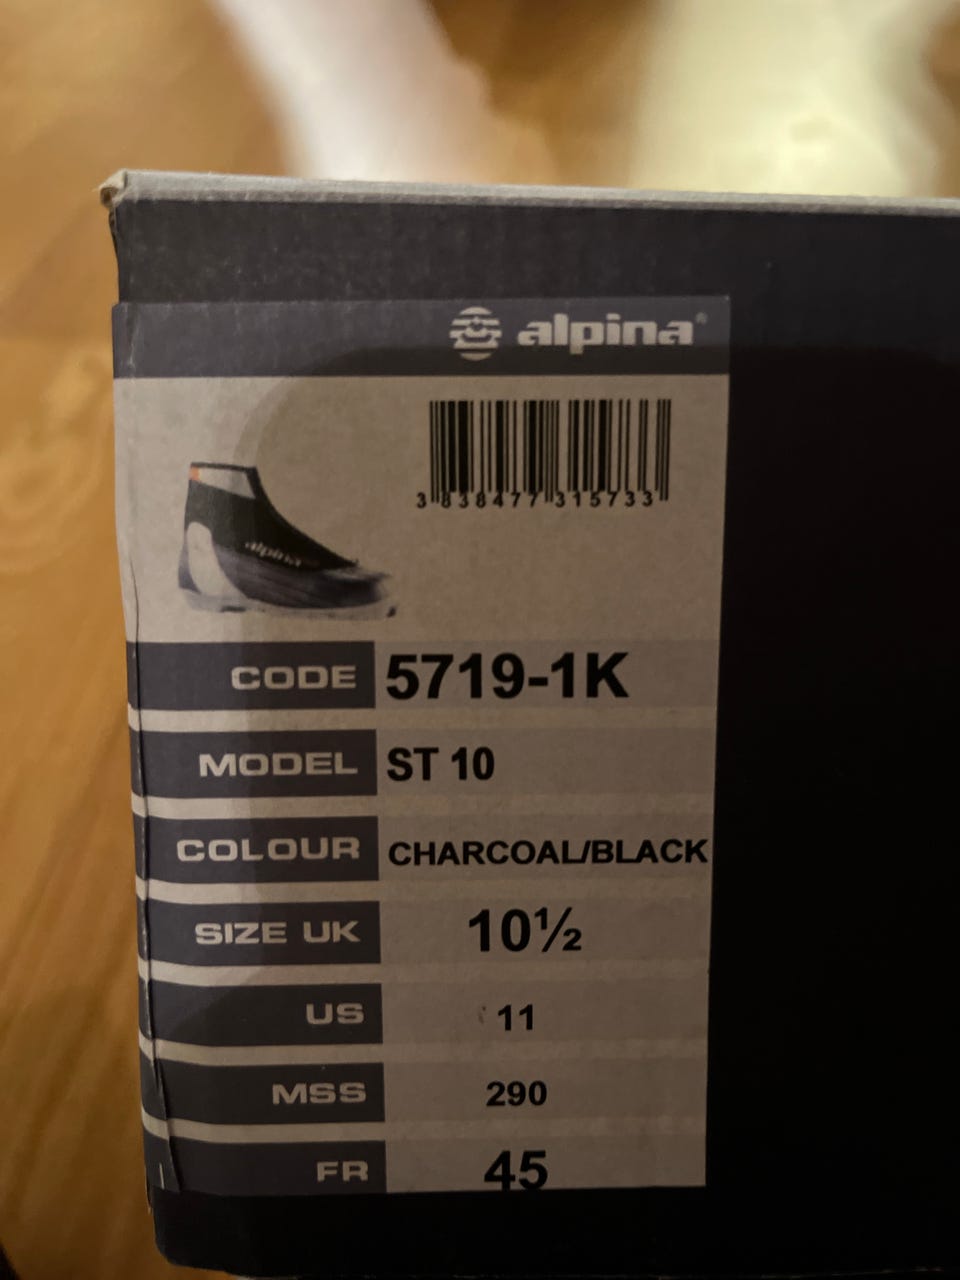 alpina®
3 838477 315733
alpina
CODE 5719-1K
MODEL ST 10
COLOUR CHARCOAL/BLACK
SIZE UK 10½
US 11
MSS 290
FR 45